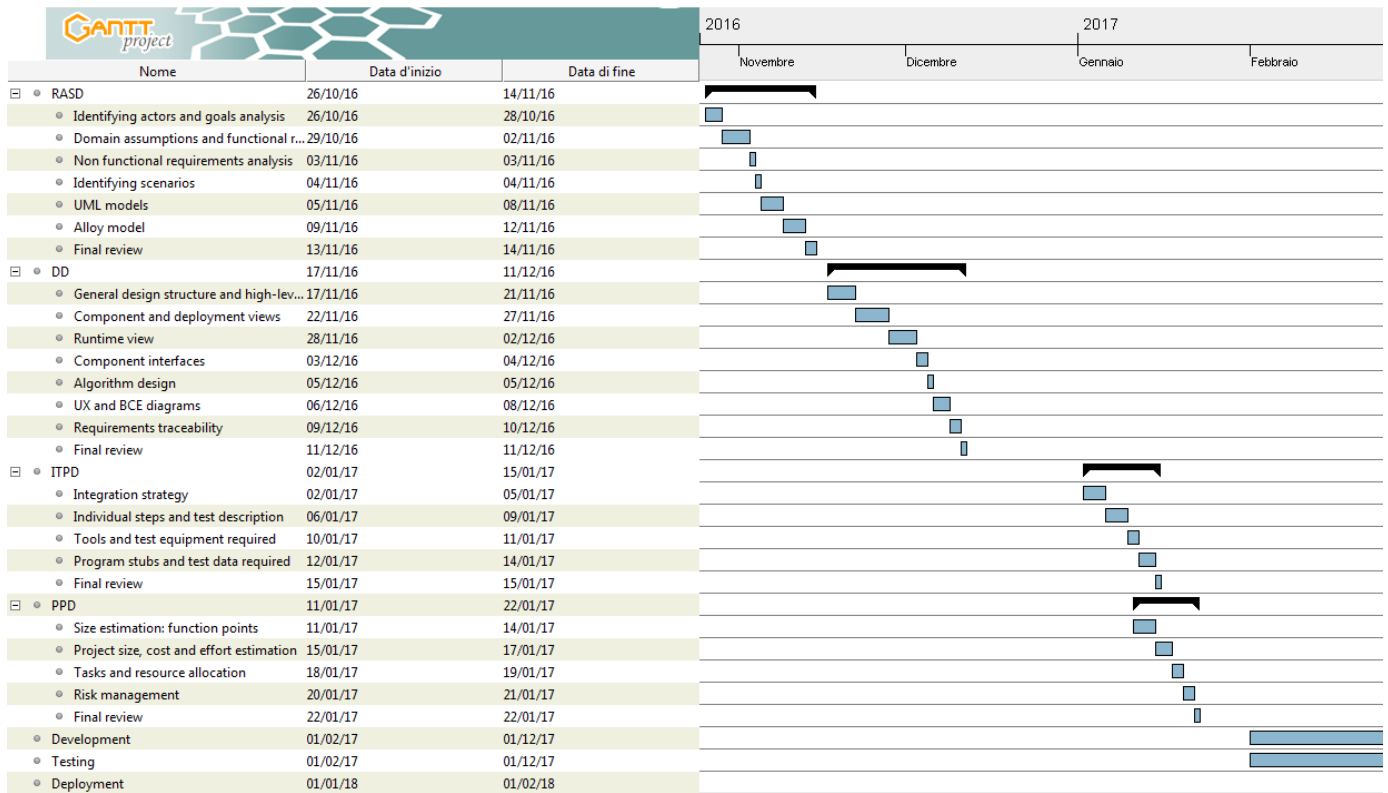 GANTT
project
2016 2017
Novembre Dicembre Gennaio Febbraio
Nome Data d'inizio Data di fine
RASD 26/10/16 14/11/16
Identifying actors and goals analysis 26/10/16 28/10/16
Domain assumptions and functional r... 29/10/16 02/11/16
Non functional requirements analysis 03/11/16 03/11/16
Identifying scenarios 04/11/16 04/11/16
UML models 05/11/16 08/11/16
Alloy model 09/11/16 12/11/16
Final review 13/11/16 14/11/16
DD 17/11/16 11/12/16
General design structure and high-lev... 17/11/16 21/11/16
Component and deployment views 22/11/16 27/11/16
Runtime view 28/11/16 02/12/16
Component interfaces 03/12/16 04/12/16
Algorithm design 05/12/16 05/12/16
UX and BCE diagrams 06/12/16 08/12/16
Requirements traceability 09/12/16 10/12/16
Final review 11/12/16 11/12/16
ITPD 02/01/17 15/01/17
Integration strategy 02/01/17 05/01/17
Individual steps and test description 06/01/17 09/01/17
Tools and test equipment required 10/01/17 11/01/17
Program stubs and test data required 12/01/17 14/01/17
Final review 15/01/17 15/01/17
PPD 11/01/17 22/01/17
Size estimation: function points 11/01/17 14/01/17
Project size, cost and effort estimation 15/01/17 17/01/17
Tasks and resource allocation 18/01/17 19/01/17
Risk management 20/01/17 21/01/17
Final review 22/01/17 22/01/17
Development 01/02/17 01/12/17
Testing 01/02/17 01/12/17
Deployment 01/01/18 01/02/18